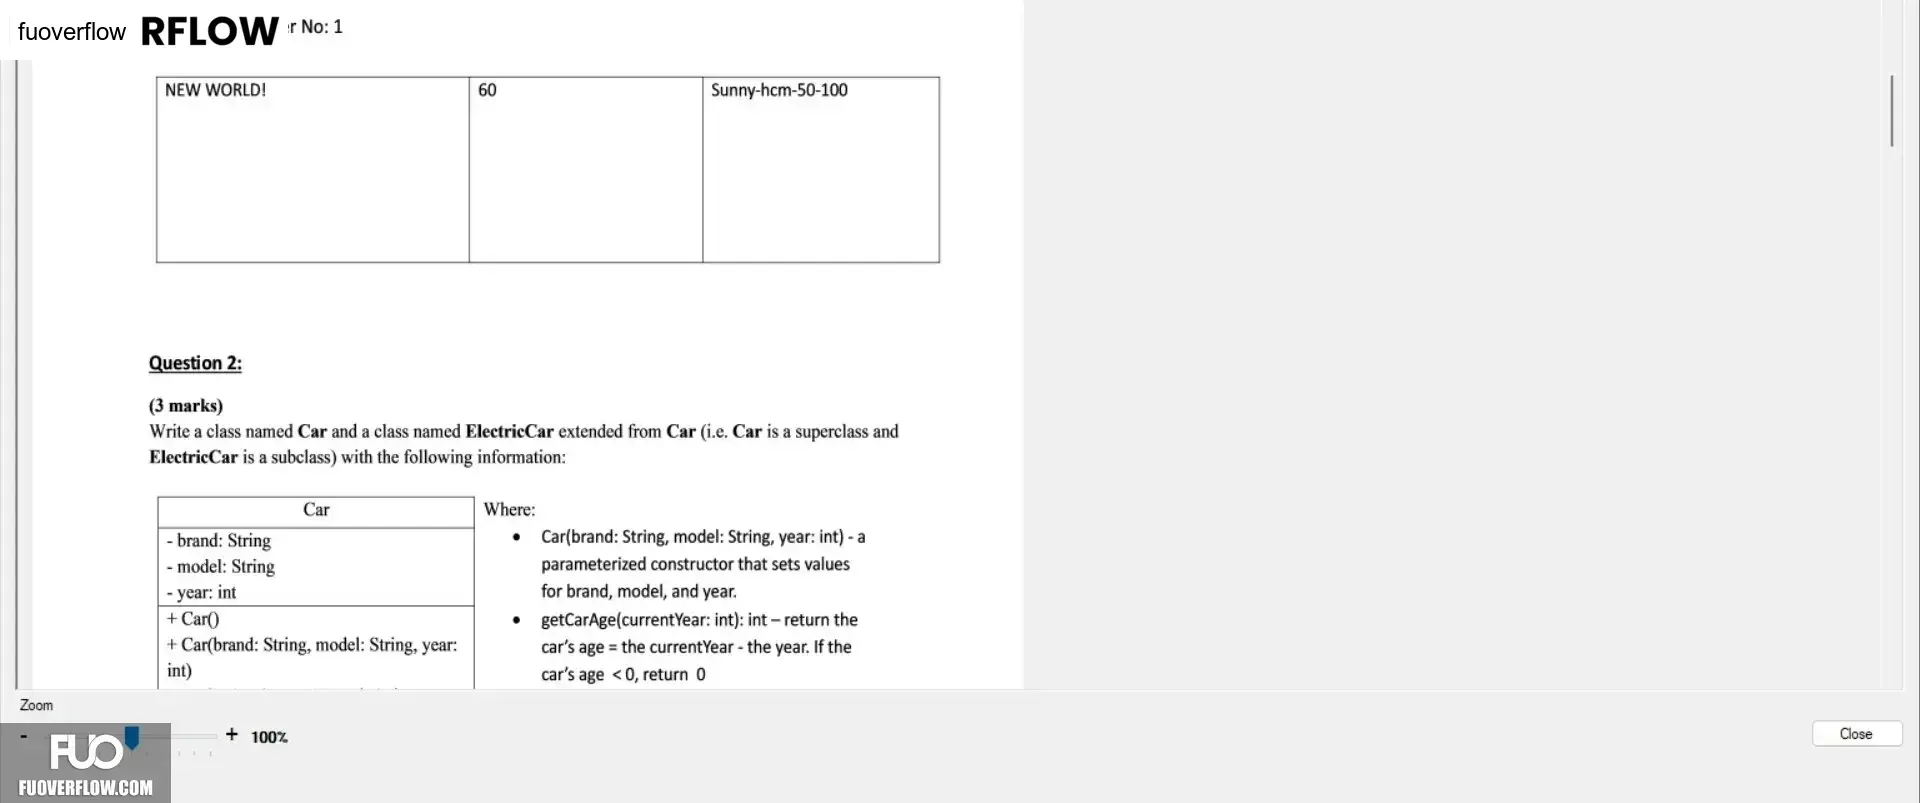 fuoverflow RFLOW r No: 1
NEW WORLD! 60 Sunny-hcm-50-100
Question 2:
(3 marks)
Write a class named Car and a class named ElectricCar extended from Car (i.e. Car is a superclass and
ElectricCar is a subclass) with the following information:
Car
- brand: String
- model: String
- year: int
+ Car()
+ Car(brand: String, model: String, year:
int)
Where:
• Car(brand: String, model: String, year: int) - a
parameterized constructor that sets values
for brand, model, and year.
• getCarAge(currentYear: int): int – return the
car’s age = the currentYear - the year. If the
car’s age < 0, return 0
Zoom
- + 100%
Close
FUO
FUOVERFLOW.COM